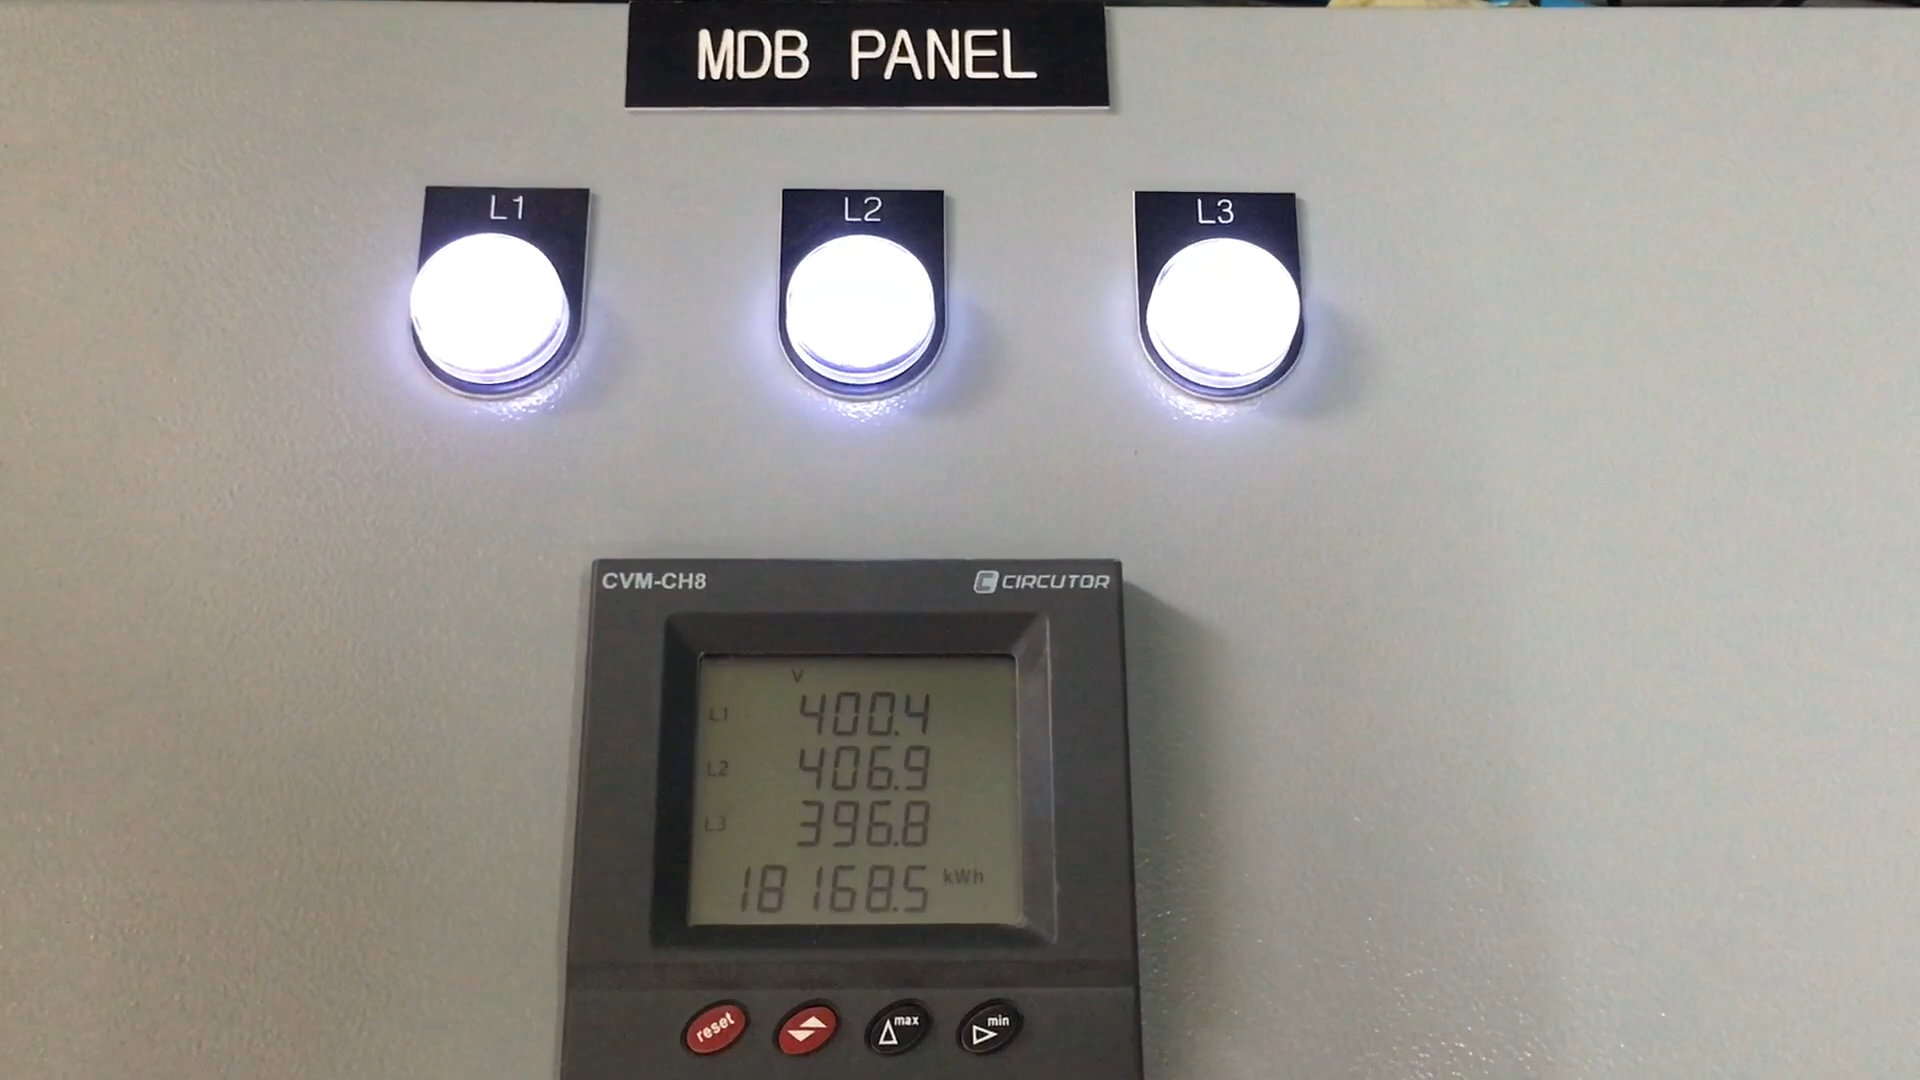 MDB PANEL
L1 L2 L3
CVM-CH8 CIRCUTOR
V
L1 400.4
L2 406.9
L3 396.8
18168.5 kWh
reset max min